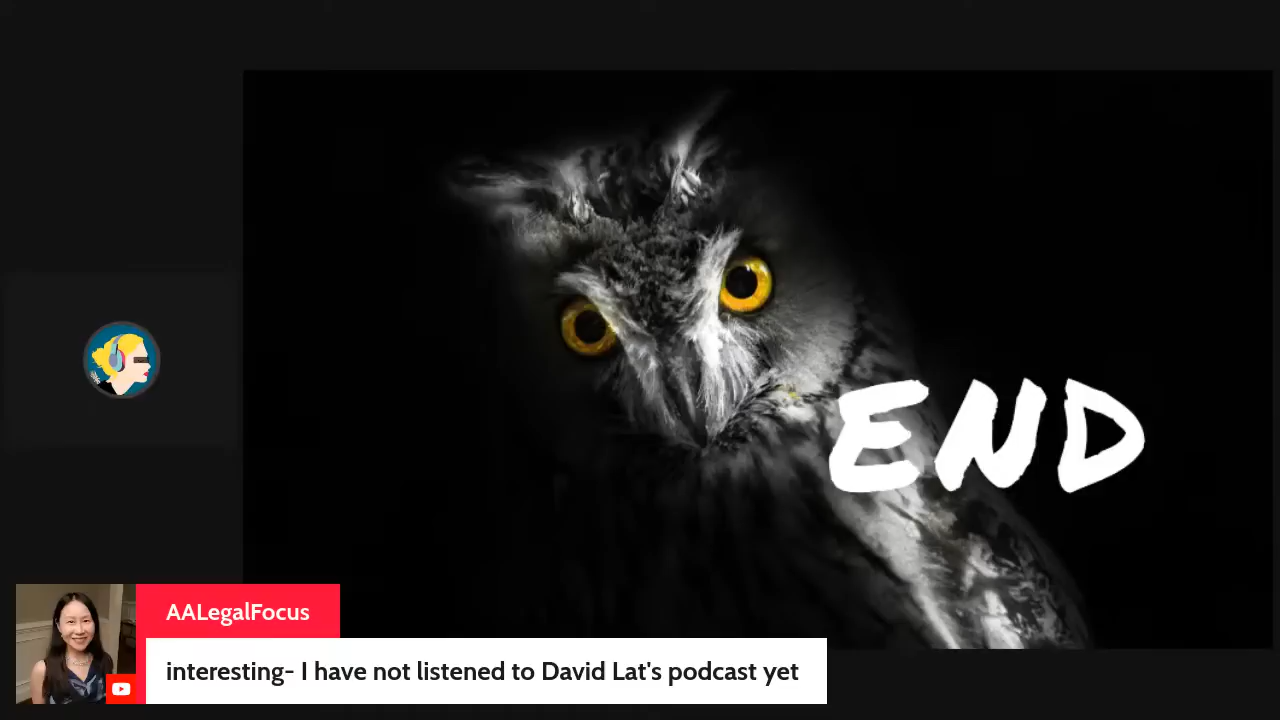 END
AALegalFocus
interesting- I have not listened to David Lat's podcast yet